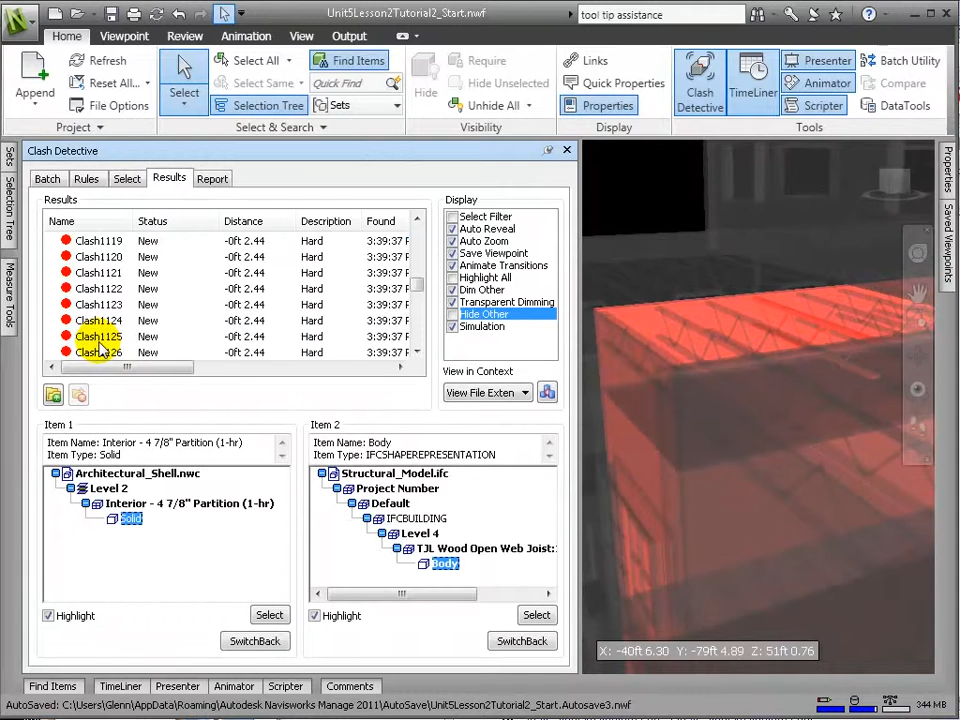 Unit5Lesson2Tutorial2_Start.nwf
tool tip assistance
Home Viewpoint Review Animation View Output
Append
Refresh
Reset All...
File Options
Project
Select
Select All
Select Same
Selection Tree
Find Items
Quick Find
Sets
Select & Search
Hide
Require
Hide Unselected
Unhide All
Visibility
Links
Quick Properties
Properties
Display
Clash Detective
TimeLiner
Presenter
Animator
Scripter
Batch Utility
Compare
DataTools
Tools
Sets
Selection Tree
Measure Tools
Clash Detective
Batch Rules Select Results Report
Results
Name Status Distance Description Found
Clash1119 New -0ft 2.44 Hard 3:39:37 P
Clash1120 New -0ft 2.44 Hard 3:39:37 P
Clash1121 New -0ft 2.44 Hard 3:39:37 P
Clash1122 New -0ft 2.44 Hard 3:39:37 P
Clash1123 New -0ft 2.44 Hard 3:39:37 P
Clash1124 New -0ft 2.44 Hard 3:39:37 P
Clash1125 New -0ft 2.44 Hard 3:39:37 P
Clash1126 New -0ft 2.44 Hard 3:39:37 P
Display
Select Filter
Auto Reveal
Auto Zoom
Save Viewpoint
Animate Transitions
Highlight All
Dim Other
Transparent Dimming
Hide Other
Simulation
View in Context
View File Exten
Item 1
Item Name: Interior - 4 7/8" Partition (1-hr)
Item Type: Solid
Architectural_Shell.nwc
Level 2
Interior - 4 7/8" Partition (1-hr)
Solid
Highlight
Select
SwitchBack
Item 2
Item Name: Body
Item Type: IFCSHAPEREPRESENTATION
Structural_Model.ifc
Project Number
Default
IFCBUILDING
Level 4
TJL Wood Open Web Joist:
Body
Highlight
Select
SwitchBack
Properties
Saved Viewpoints
X: -40ft 6.30 Y: -79ft 4.89 Z: 51ft 0.76
Find Items TimeLiner Presenter Animator Scripter Comments
AutoSaved: C:\Users\Glenn\AppData\Roaming\Autodesk Navisworks Manage 2011\AutoSave\Unit5Lesson2Tutorial2_Start.Autosave3.nwf
344 MB